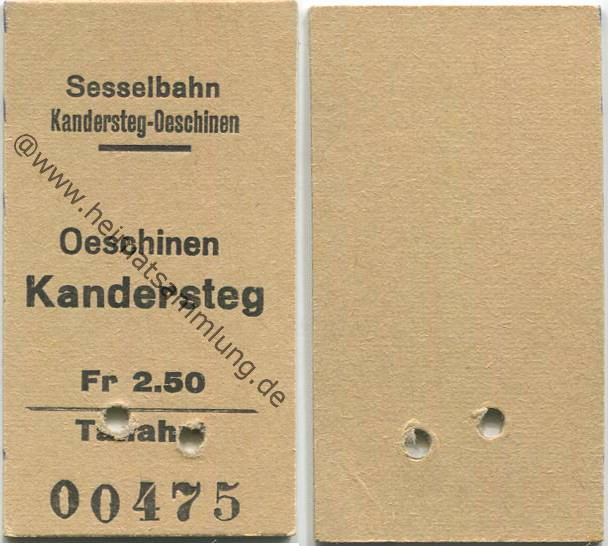 Sesselbahn
Kandersteg-Oeschinen
@www.heimatsammlung.de
Oeschinen
Kandersteg
Fr 2.50
00475